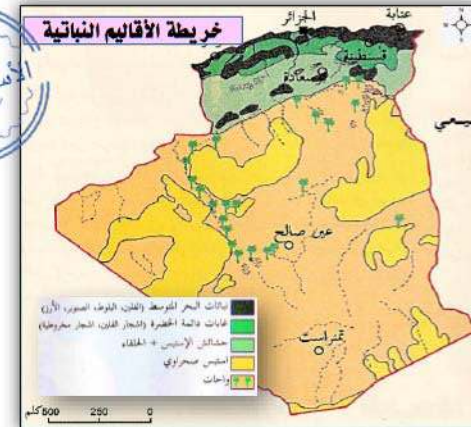 خريطة الأقاليم النباتية
الجزائر
عنابة
قسنطينة
سعادة
عين صالح
تمنراست
نباتات البحر المتوسط (الفلين، البلوط، الصنوبر، الأرز)
غابات دائمة الخضرة (أشجار الفلين، أشجار مخروطية)
حشائش الإستبس + الحلفاء
استبس صحراوي
واحات
500 250 0 كلم